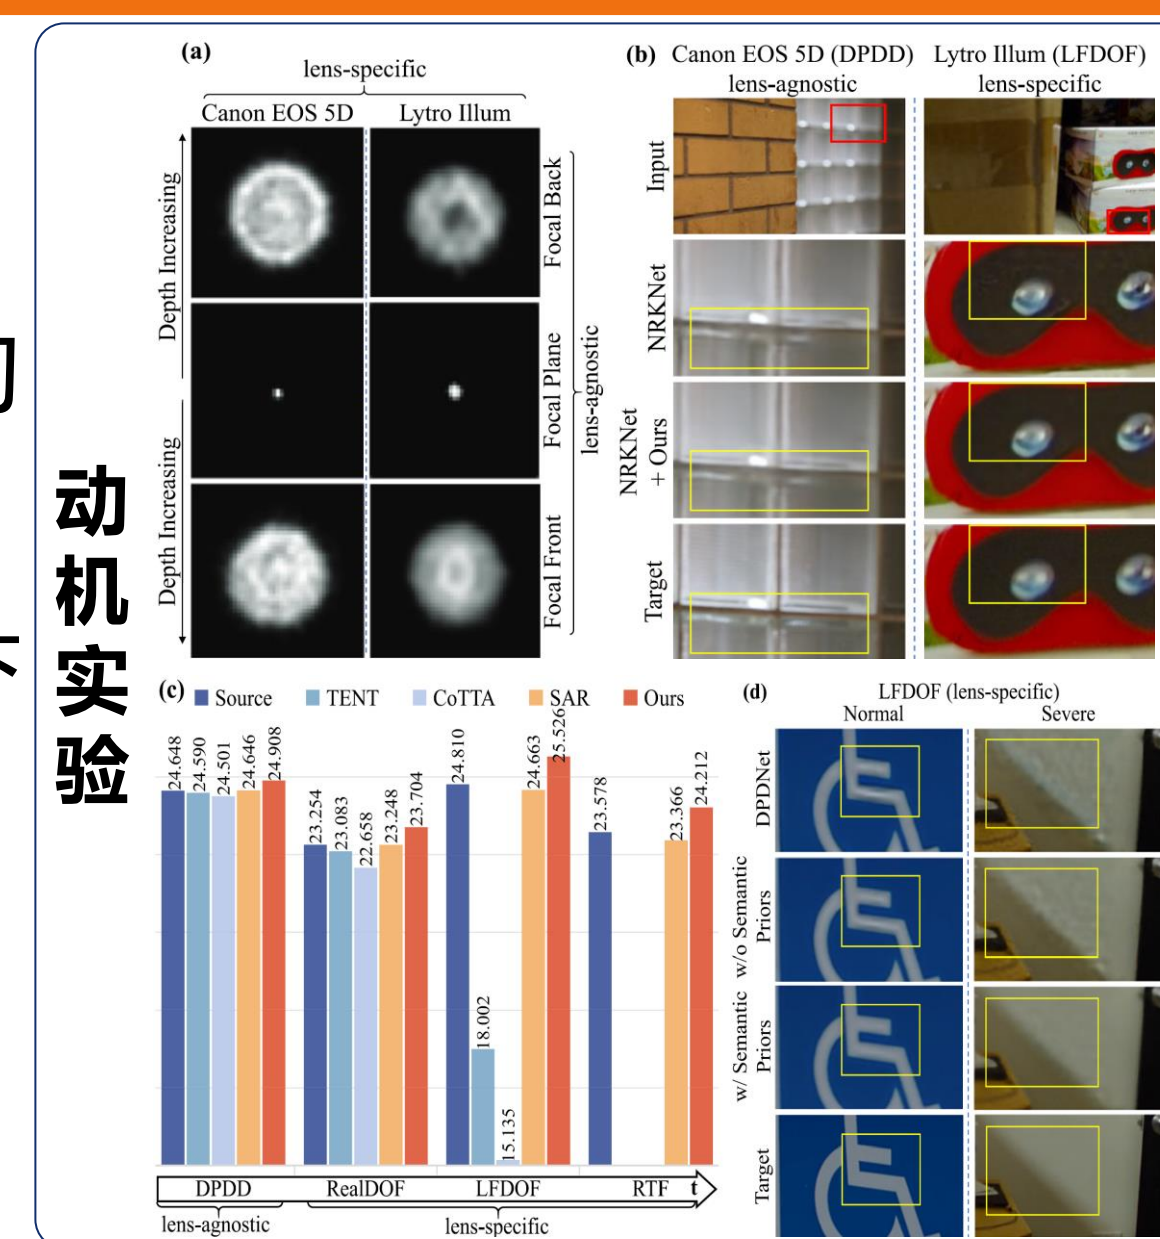 动
机
实
验
(a)
lens-specific
Canon EOS 5D
Lytro Illum
Depth Increasing
Depth Increasing
Focal Back
Focal Plane
Focal Front
lens-agnostic
(b)
Canon EOS 5D (DPDD)
lens-agnostic
Lytro Illum (LFDOF)
lens-specific
Input
NRKNet
NRKNet
+ Ours
Target
(c)
Source
TENT
CoTTA
SAR
Ours
24.648
24.590
24.501
24.646
24.908
23.254
23.083
22.658
23.248
23.704
24.810
18.002
15.135
24.663
25.526
23.578
23.366
24.212
DPDD
RealDOF
LFDOF
RTF
t
lens-agnostic
lens-specific
(d)
LFDOF (lens-specific)
Normal
Severe
DPDNet
w/o Semantic
Priors
w/ Semantic
Priors
Target